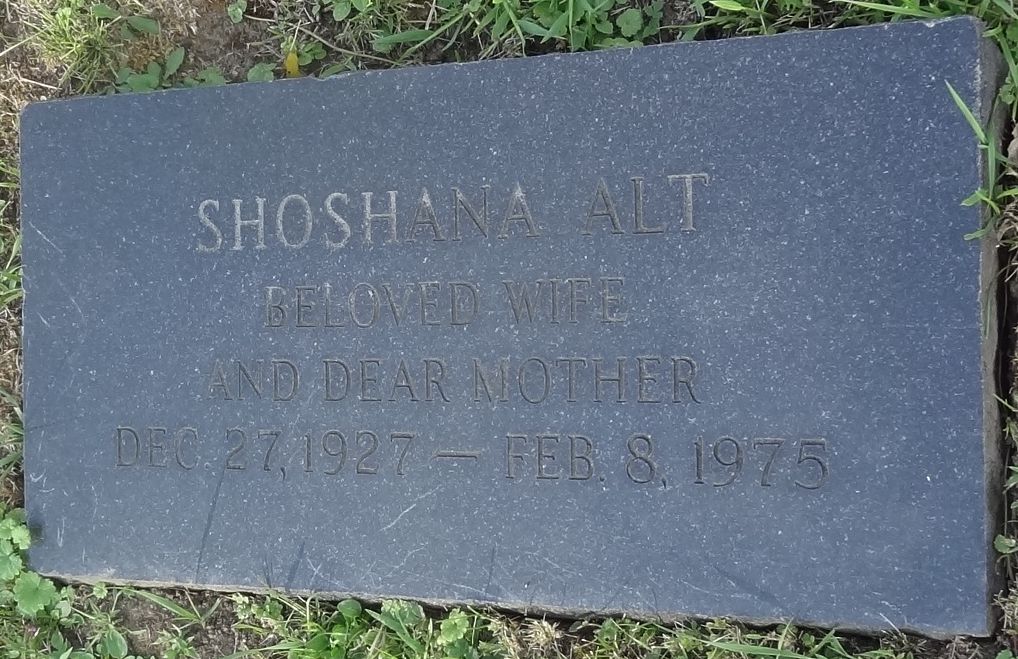 SHOSHANA ALT
BELOVED WIFE
AND DEAR MOTHER
DEC. 27, 1927 — FEB. 8, 1975